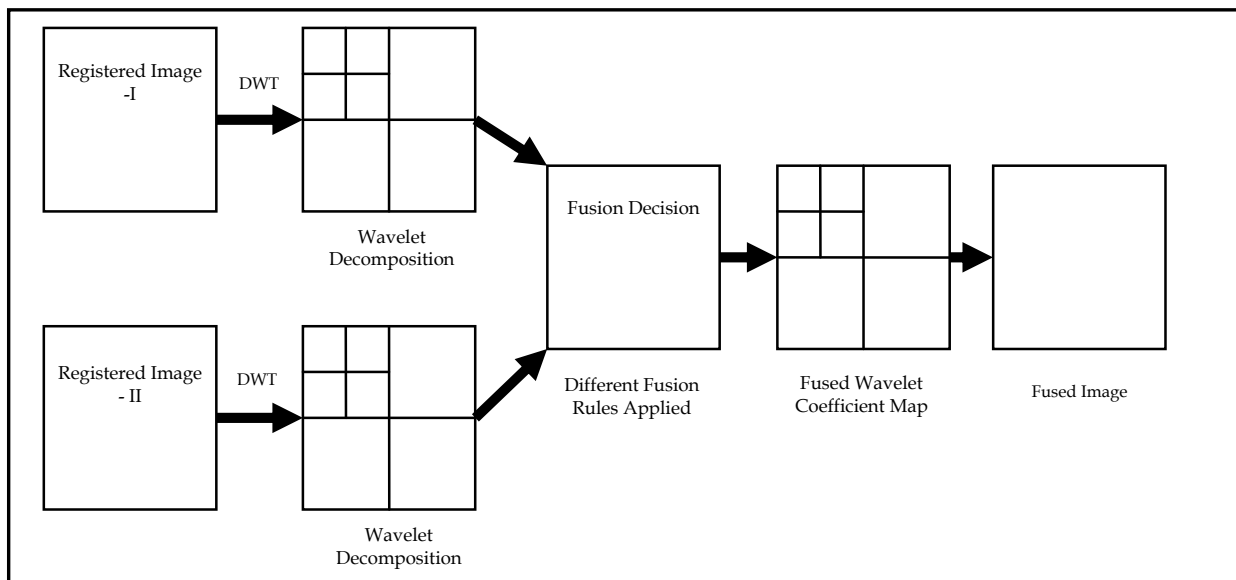 Registered Image
-I
DWT
Wavelet
Decomposition
Registered Image
- II
DWT
Wavelet
Decomposition
Fusion Decision
Different Fusion
Rules Applied
Fused Wavelet
Coefficient Map
Fused Image